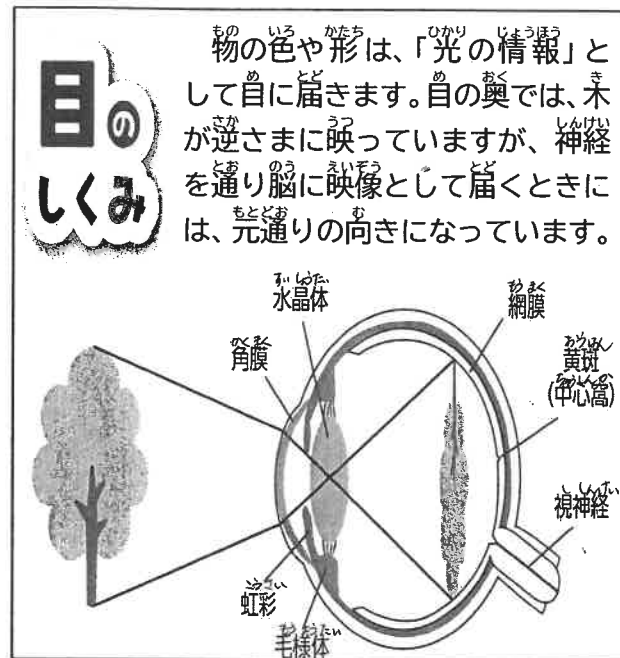 目の
しくみ
物の色や形は、「光の情報」と
して目に届きます。目の奥では、木
が逆さまに映っていますが、神経
を通り脳に映像として届くときに
は、元通りの向きになっています。
水晶体
角膜
網膜
黄斑
(中心窩)
視神経
虹彩
毛様体